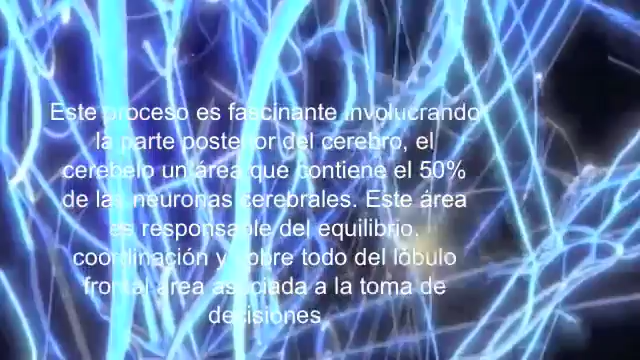 Este proceso es fascinante involucrando
la parte posterior del cerebro, el
cerebelo un área que contiene el 50%
de las neuronas cerebrales. Este área
es responsable del equilibrio,
coordinación y sobre todo del lóbulo
frontal área asociada a la toma de
decisiones